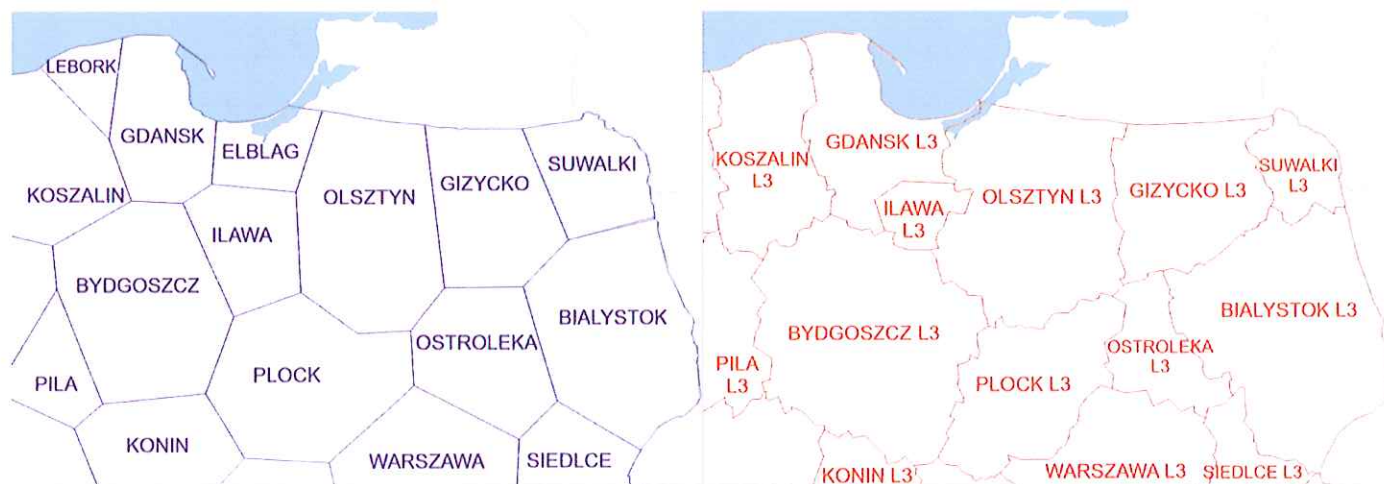 LEBORK
GDANSK
ELBLAG
SUWALKI
KOSZALIN
OLSZTYN
GIZYCKO
ILAWA
BYDGOSZCZ
BIALYSTOK
OSTROLEKA
PILA
PLOCK
KONIN
WARSZAWA
SIEDLCE
KOSZALIN
L3
GDANSK L3
SUWALKI
L3
ILAWA
L3
OLSZTYN L3
GIZYCKO L3
BYDGOSZCZ L3
BIALYSTOK L3
OSTROLEKA
L3
PILA
L3
PLOCK L3
KONIN L3
WARSZAWA L3
SIEDLCE L3